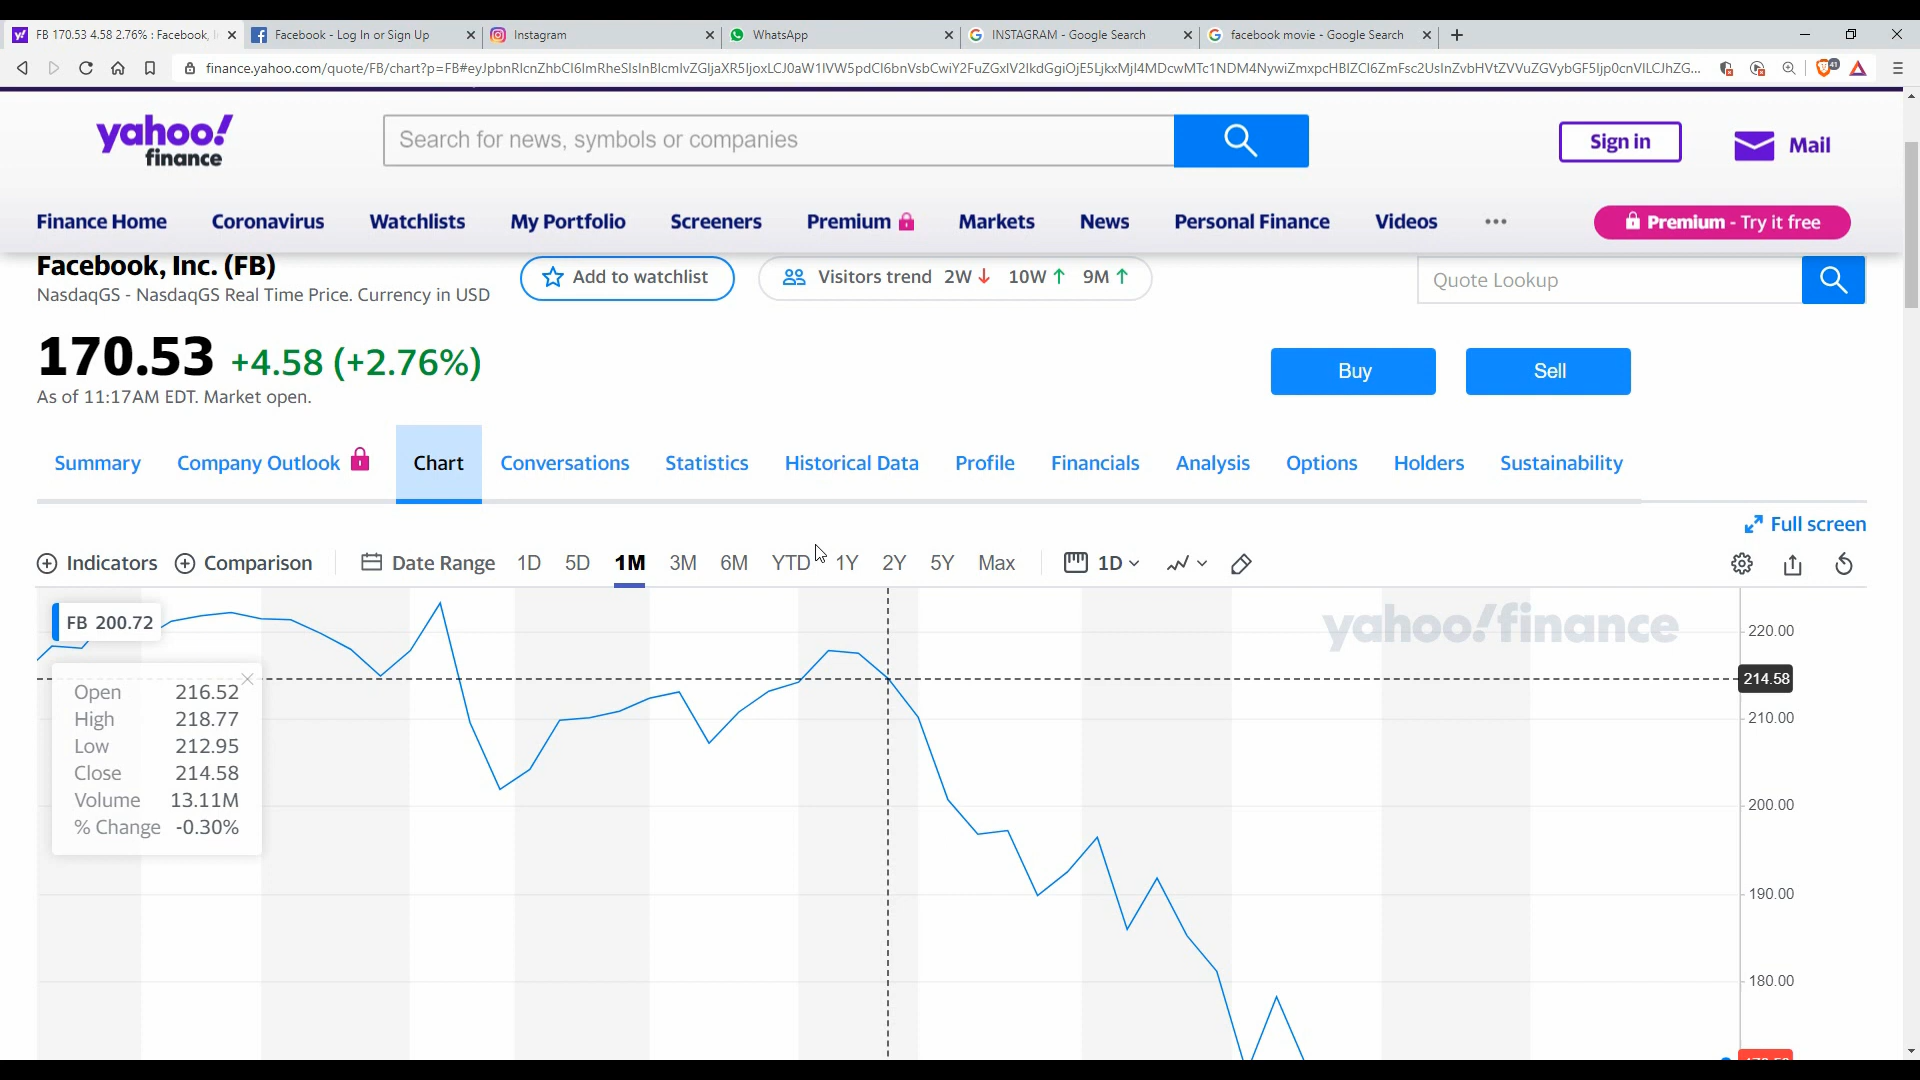 FB 170.53 4.58 2.76% : Facebook, I
Facebook - Log In or Sign Up
Instagram
WhatsApp
INSTAGRAM - Google Search
facebook movie - Google Search
yahoo!
finance
Search for news, symbols or companies
Sign in
Mail
Finance Home
Coronavirus
Watchlists
My Portfolio
Screeners
Premium
Markets
News
Personal Finance
Videos
Premium - Try it free
Facebook, Inc. (FB)
NasdaqGS - NasdaqGS Real Time Price. Currency in USD
Add to watchlist
Visitors trend 2W↓ 10W↑ 9M↑
Quote Lookup
170.53 +4.58 (+2.76%)
As of 11:17AM EDT. Market open.
Buy
Sell
Summary
Company Outlook
Chart
Conversations
Statistics
Historical Data
Profile
Financials
Analysis
Options
Holders
Sustainability
Full screen
Indicators
Comparison
Date Range
1D
5D
1M
3M
6M
YTD
1Y
2Y
5Y
Max
1D
FB 200.72
yahoo!finance
220.00
Open 216.52
High 218.77
Low 212.95
Close 214.58
Volume 13.11M
% Change -0.30%
214.58
210.00
200.00
190.00
180.00